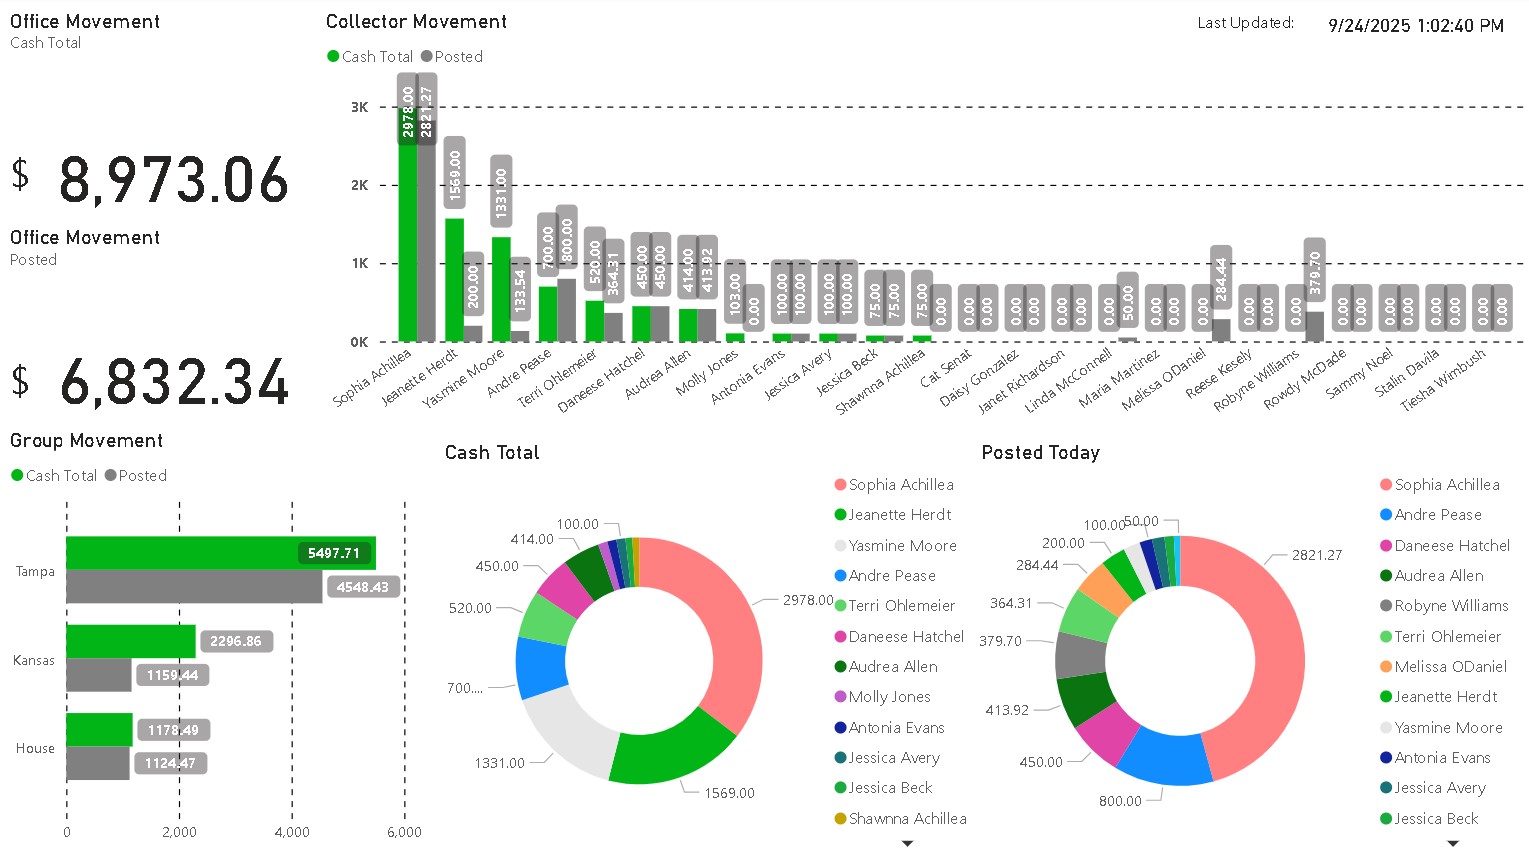 Office Movement
Cash Total
$ 8,973.06
Office Movement
Posted
$ 6,832.34
Collector Movement
Last Updated: 9/24/2025 1:02:40 PM
Cash Total Posted
3K
2K
1K
0K
2978.00 2821.27
1569.00 200.00
1331.00 133.54
700.00 800.00
520.00 364.31
450.00 450.00
414.00 413.92
103.00 0.00
100.00 100.00
100.00 100.00
75.00 75.00
75.00 0.00
0.00 0.00
0.00 0.00
0.00 0.00
0.00 50.00
0.00 0.00
0.00 284.44
0.00 0.00
0.00 379.70
0.00 0.00
0.00 0.00
0.00 0.00
0.00 0.00
Sophia Achillea
Jeanette Herdt
Yasmine Moore
Andre Pease
Terri Ohlemeier
Daneese Hatchel
Audrea Allen
Molly Jones
Antonia Evans
Jessica Avery
Jessica Beck
Shawnna Achillea
Cat Senat
Daisy Gonzalez
Janet Richardson
Linda McConnell
Maria Martinez
Melissa ODaniel
Reese Kesely
Robyne Williams
Rowdy McDade
Sammy Noel
Stalin Davila
Tiesha Wimbush
Group Movement
Cash Total Posted
Tampa
5497.71
4548.43
Kansas
2296.86
1159.44
House
1178.49
1124.47
0 2,000 4,000 6,000
Cash Total
100.00
414.00
450.00
520.00
700....
1331.00
1569.00
2978.00
Sophia Achillea
Jeanette Herdt
Yasmine Moore
Andre Pease
Terri Ohlemeier
Daneese Hatchel
Audrea Allen
Molly Jones
Antonia Evans
Jessica Avery
Jessica Beck
Shawnna Achillea
Posted Today
50.00
100.00
200.00
284.44
364.31
379.70
413.92
450.00
800.00
2821.27
Sophia Achillea
Andre Pease
Daneese Hatchel
Audrea Allen
Robyne Williams
Terri Ohlemeier
Melissa ODaniel
Jeanette Herdt
Yasmine Moore
Antonia Evans
Jessica Avery
Jessica Beck